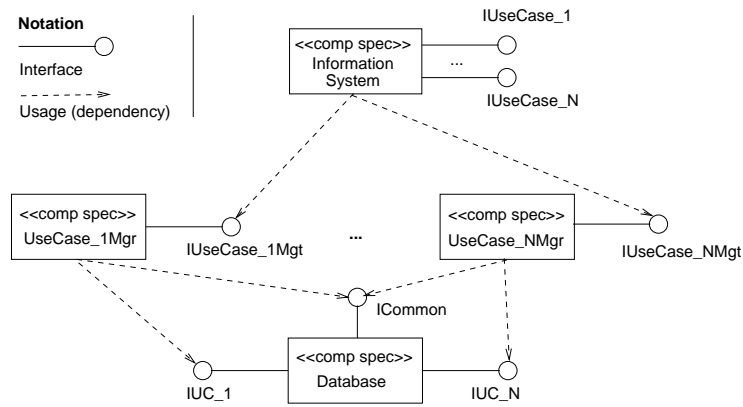 Notation
Interface
Usage (dependency)
<<comp spec>>
Information
System
IUseCase_1
...
IUseCase_N
<<comp spec>>
UseCase_1Mgr
IUseCase_1Mgt
...
<<comp spec>>
UseCase_NMgr
IUseCase_NMgt
ICommon
<<comp spec>>
Database
IUC_1
IUC_N